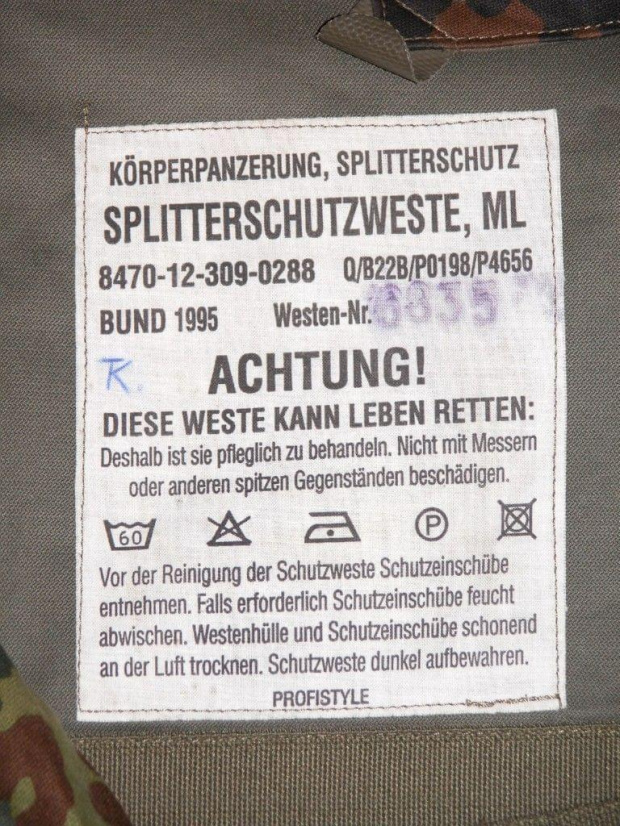 KÖRPERPANZERUNG, SPLITTERSCHUTZ
SPLITTERSCHUTZWESTE, ML
8470-12-309-0288 Q/B22B/P0198/P4656
BUND 1995 Westen-Nr.
K.
ACHTUNG!
DIESE WESTE KANN LEBEN RETTEN:
Deshalb ist sie pfleglich zu behandeln. Nicht mit Messern
oder anderen spitzen Gegenständen beschädigen.
60 P
Vor der Reinigung der Schutzweste Schutzeinschübe
entnehmen. Falls erforderlich Schutzeinschübe feucht
abwischen. Westenhülle und Schutzeinschübe schonend
an der Luft trocknen. Schutzweste dunkel aufbewahren.
PROFISTYLE